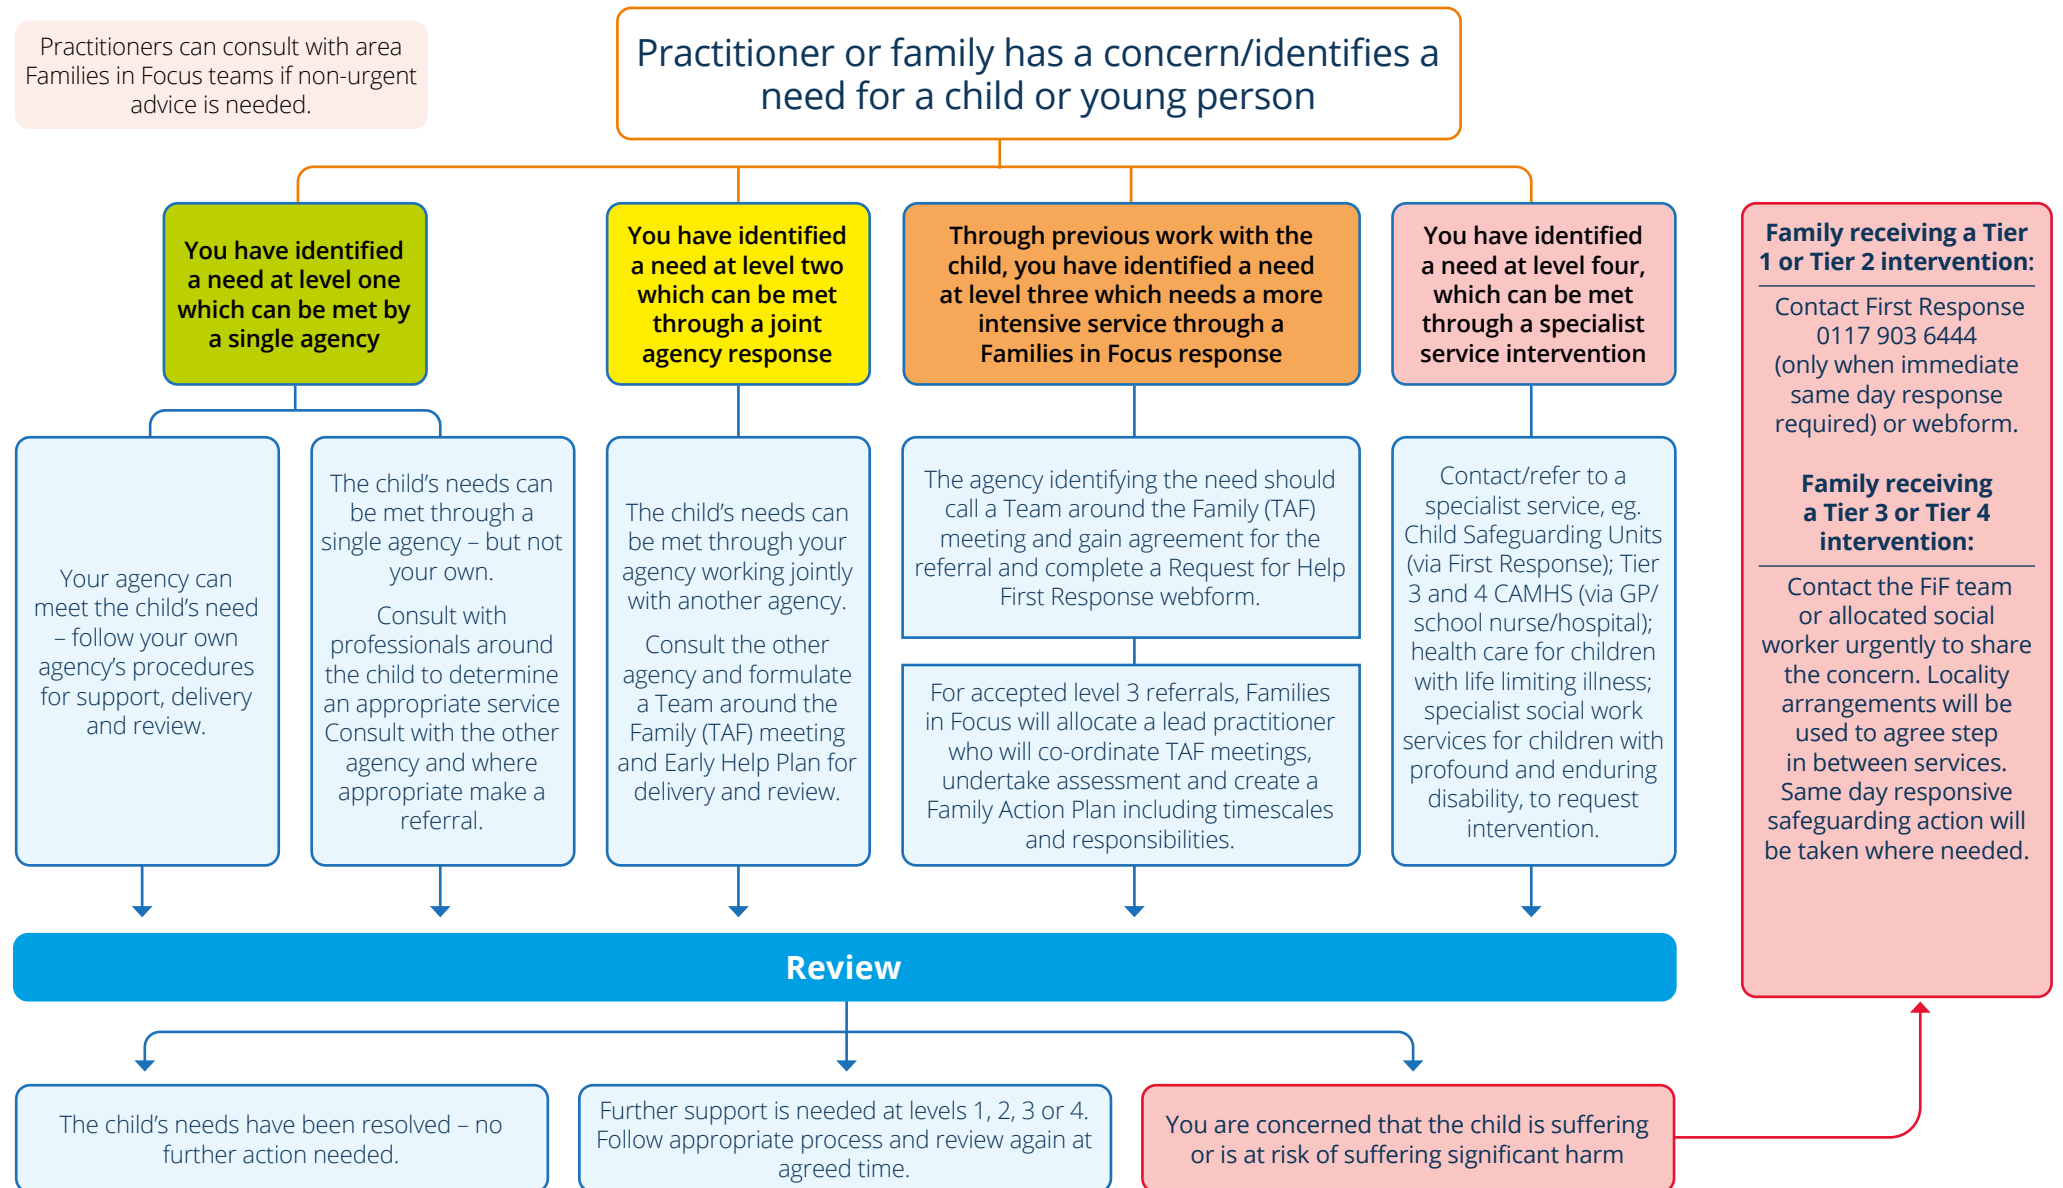 Practitioners can consult with area
Families in Focus teams if non-urgent
advice is needed.
Practitioner or family has a concern/identifies a
need for a child or young person
You have identified
a need at level one
which can be met by
a single agency
You have identified
a need at level two
which can be met
through a joint
agency response
Through previous work with the
child, you have identified a need
at level three which needs a more
intensive service through a
Families in Focus response
You have identified
a need at level four,
which can be met
through a specialist
service intervention
Your agency can
meet the child’s need
– follow your own
agency’s procedures
for support, delivery
and review.
The child’s needs can
be met through a
single agency – but not
your own.
Consult with
professionals around
the child to determine
an appropriate service
Consult with the other
agency and where
appropriate make a
referral.
The child’s needs can
be met through your
agency working jointly
with another agency.
Consult the other
agency and formulate
a Team around the
Family (TAF) meeting
and Early Help Plan for
delivery and review.
The agency identifying the need should
call a Team around the Family (TAF)
meeting and gain agreement for the
referral and complete a Request for Help
First Response webform.
For accepted level 3 referrals, Families
in Focus will allocate a lead practitioner
who will co-ordinate TAF meetings,
undertake assessment and create a
Family Action Plan including timescales
and responsibilities.
Contact/refer to a
specialist service, eg.
Child Safeguarding Units
(via First Response); Tier
3 and 4 CAMHS (via GP/
school nurse/hospital);
health care for children
with life limiting illness;
specialist social work
services for children with
profound and enduring
disability, to request
intervention.
Family receiving a Tier
1 or Tier 2 intervention:
Contact First Response
0117 903 6444
(only when immediate
same day response
required) or webform.
Family receiving
a Tier 3 or Tier 4
intervention:
Contact the FiF team
or allocated social
worker urgently to share
the concern. Locality
arrangements will be
used to agree step
in between services.
Same day responsive
safeguarding action will
be taken where needed.
Review
The child’s needs have been resolved – no
further action needed.
Further support is needed at levels 1, 2, 3 or 4.
Follow appropriate process and review again at
agreed time.
You are concerned that the child is suffering
or is at risk of suffering significant harm